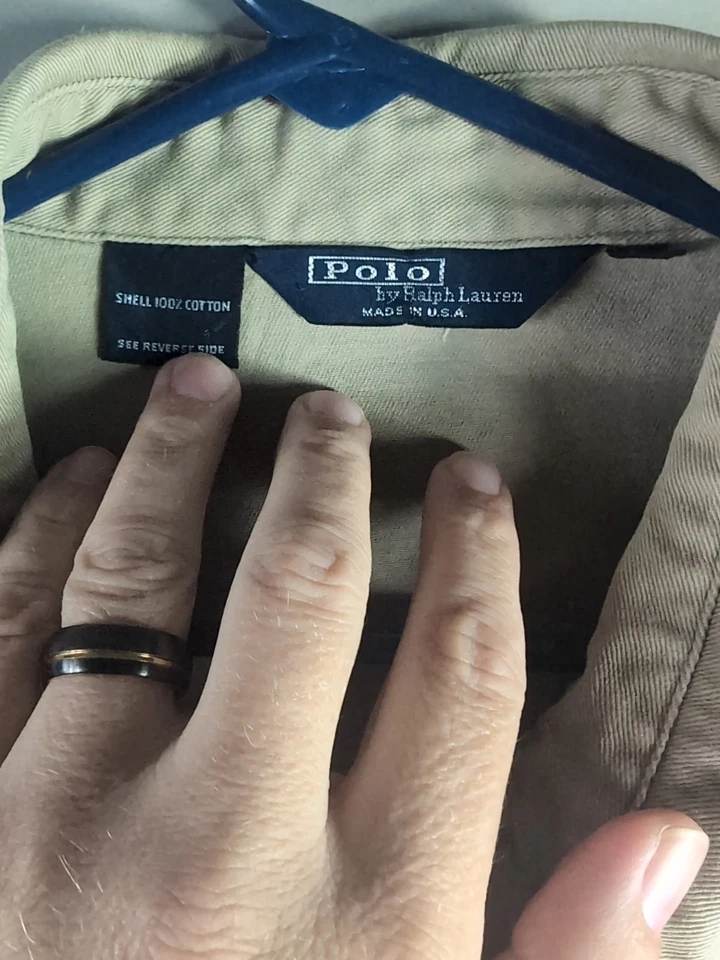 SHELL 100% COTTON
SEE REVERSE SIDE
Polo
by Ralph Lauren
MADE IN U.S.A.